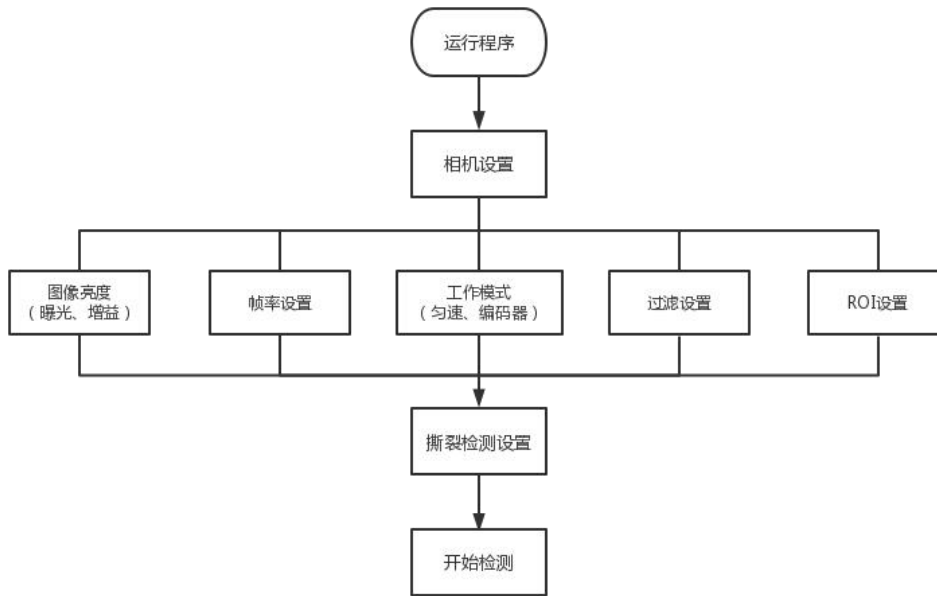 运行程序
相机设置
图像亮度
（曝光、增益）
帧率设置
工作模式
（匀速、编码器）
过滤设置
ROI设置
撕裂检测设置
开始检测